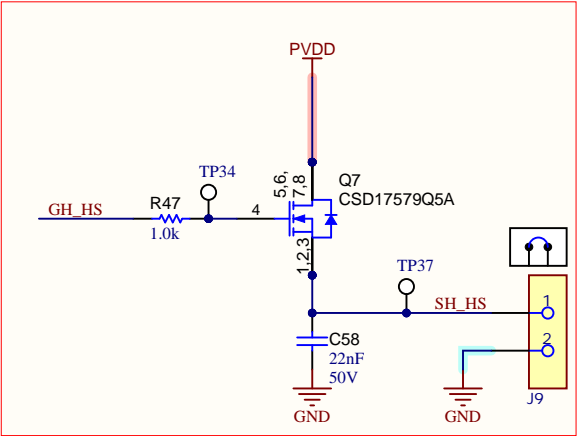 PVDD
TP34
5,6,
7,8
Q7
CSD17579Q5A
GH_HS
R47
1.0k
4
1,2,3
TP37
SH_HS
1
2
C58
22nF
50V
GND
GND
J9